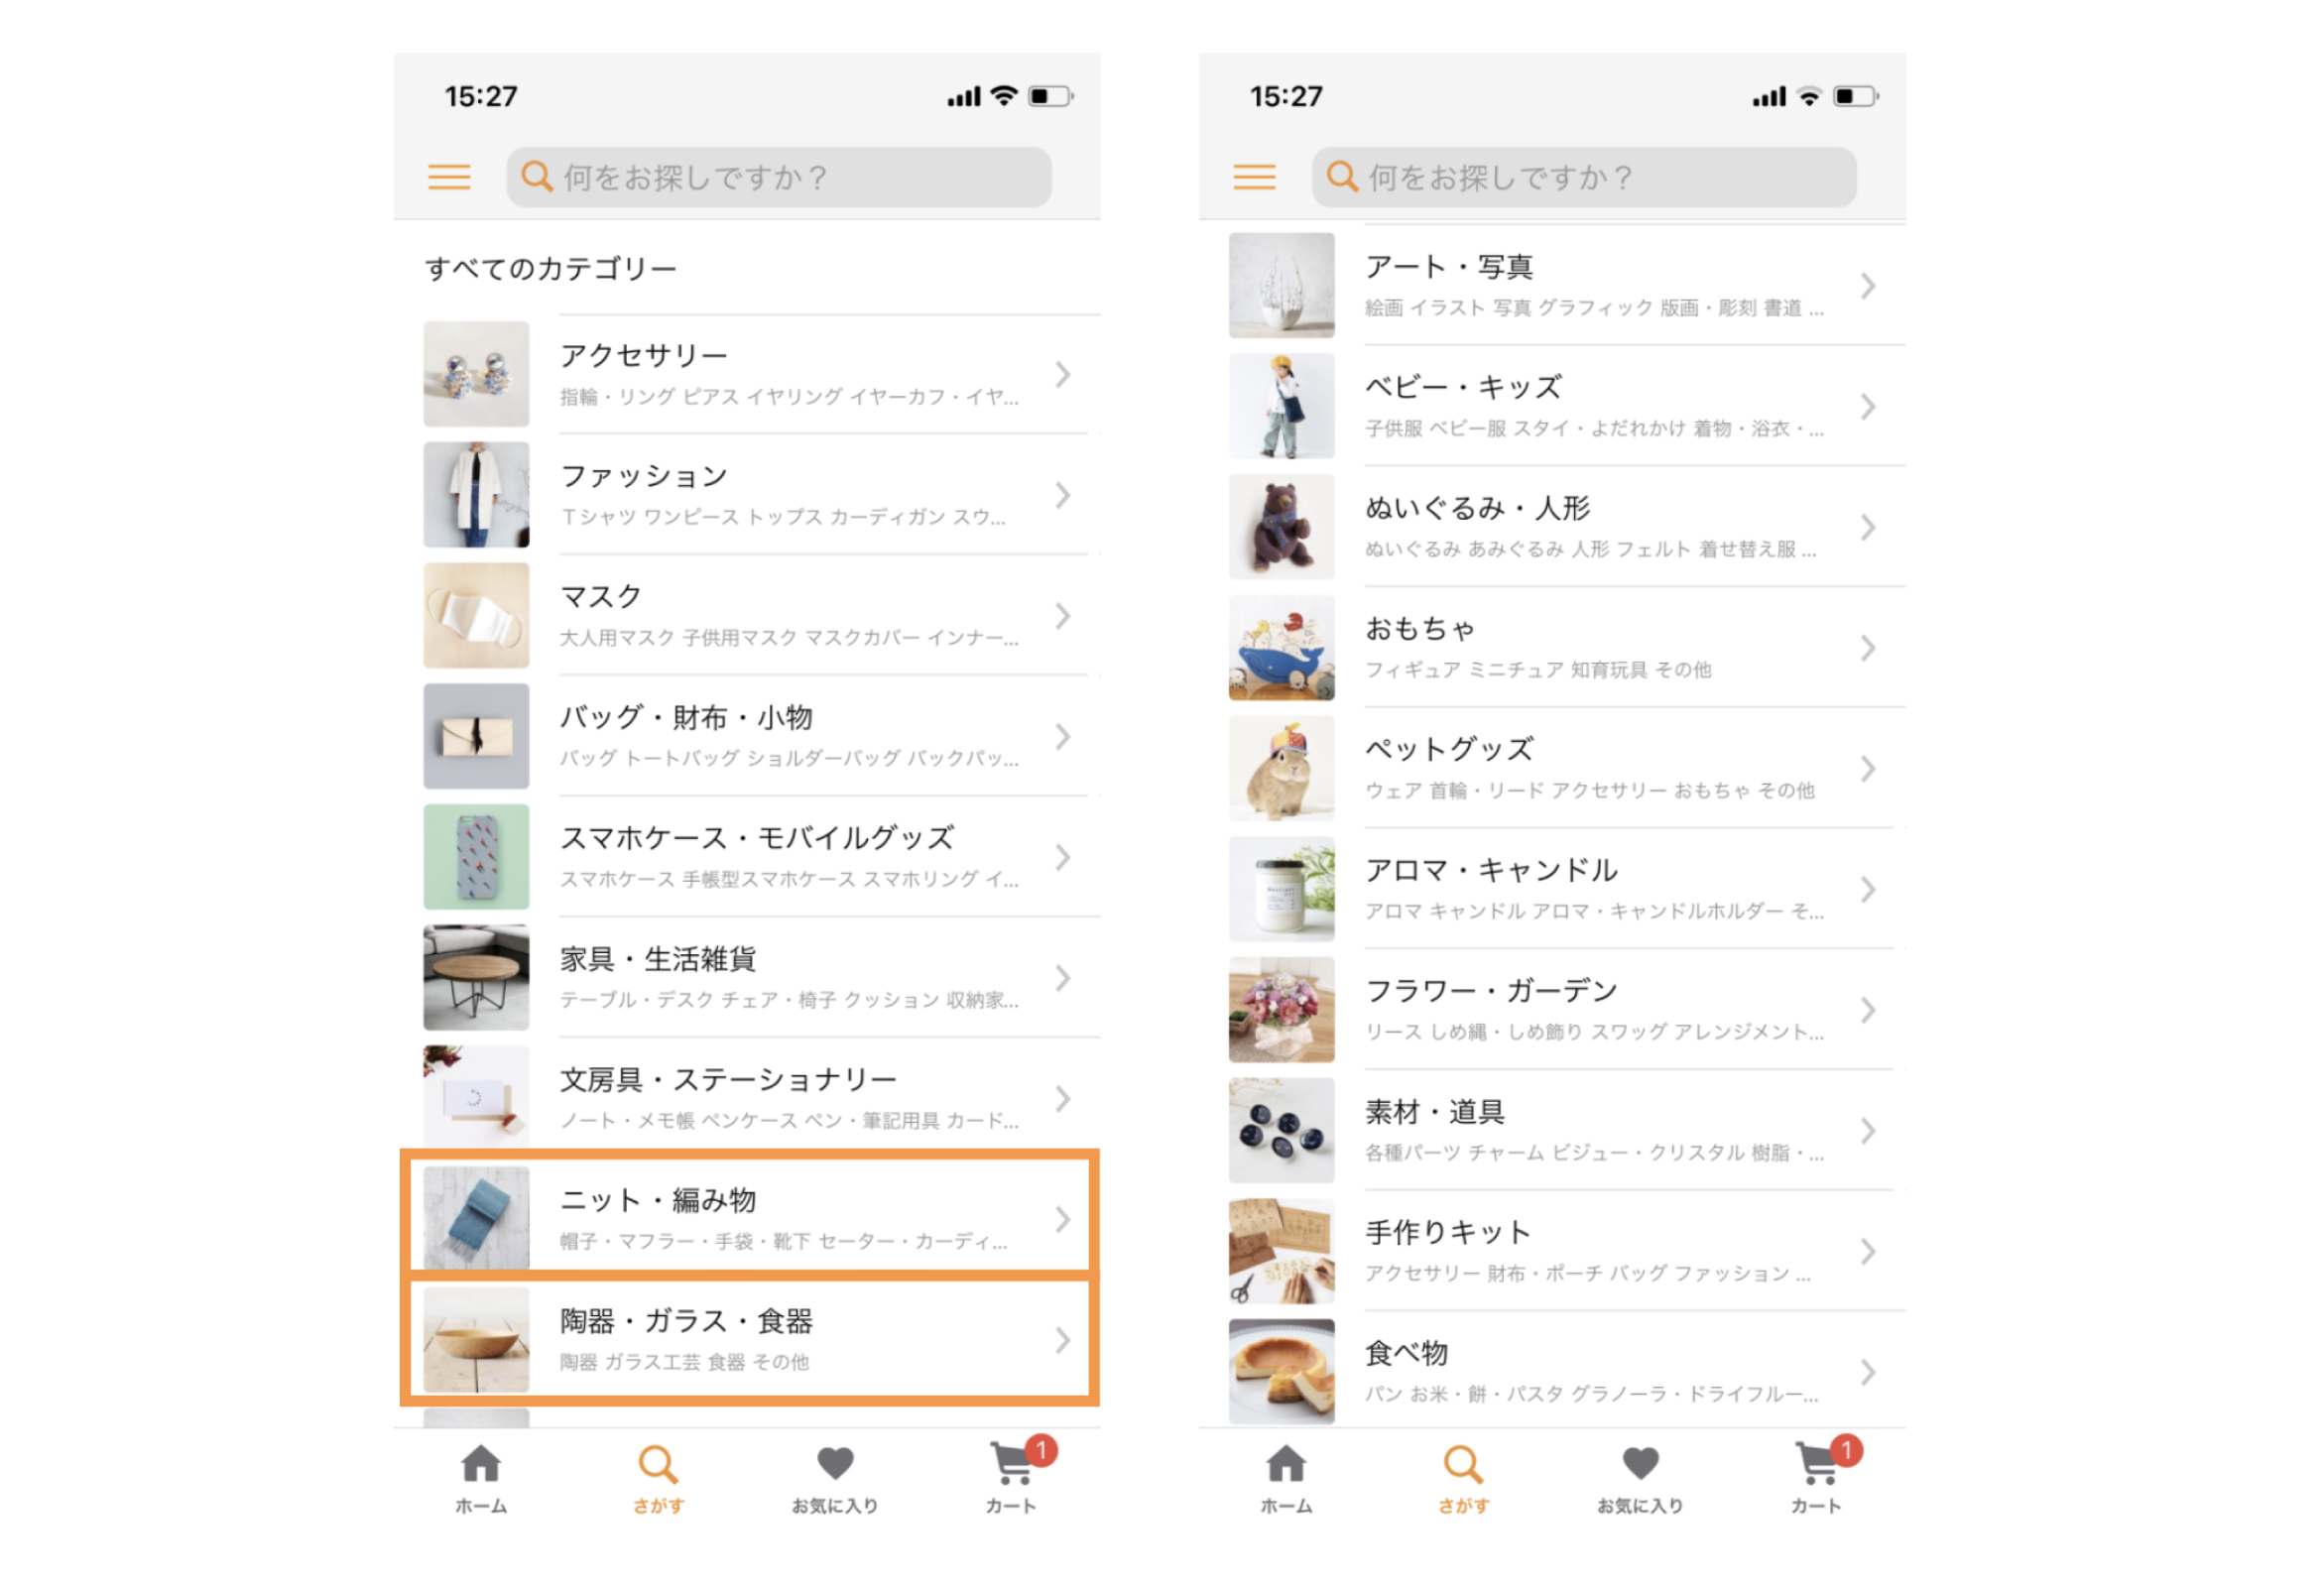 15:27
何をお探しですか？
すべてのカテゴリー
アクセサリー
指輪・リング ピアス イヤリング イヤーカフ・イヤ...
ファッション
Tシャツ ワンピース トップス カーディガン スウ...
マスク
大人用マスク 子供用マスク マスクカバー インナー...
バッグ・財布・小物
バッグ トートバッグ ショルダーバッグ バックパッ...
スマホケース・モバイルグッズ
スマホケース 手帳型スマホケース スマホリング イ...
家具・生活雑貨
テーブル・デスク チェア・椅子 クッション 収納家...
文房具・ステーショナリー
ノート・メモ帳 ペンケース ペン・筆記用具 カード...
ニット・編み物
帽子・マフラー・手袋・靴下 セーター・カーディ...
陶器・ガラス・食器
陶器 ガラス工芸 食器 その他
ホーム
さがす
お気に入り
1
カート
15:27
何をお探しですか？
アート・写真
絵画 イラスト 写真 グラフィック 版画・彫刻 書道 ...
ベビー・キッズ
子供服 ベビー服 スタイ・よだれかけ 着物・浴衣・...
ぬいぐるみ・人形
ぬいぐるみ あみぐるみ 人形 フェルト 着せ替え服 ...
おもちゃ
フィギュア ミニチュア 知育玩具 その他
ペットグッズ
ウェア 首輪・リード アクセサリー おもちゃ その他
アロマ・キャンドル
アロマ キャンドル アロマ・キャンドルホルダー そ...
フラワー・ガーデン
リース しめ縄・しめ飾り スワッグ アレンジメント...
素材・道具
各種パーツ チャーム ビジュー・クリスタル 樹脂・...
手作りキット
アクセサリー 財布・ポーチ バッグ ファッション ...
食べ物
パン お米・餅・パスタ グラノーラ・ドライフルー...
ホーム
さがす
お気に入り
1
カート